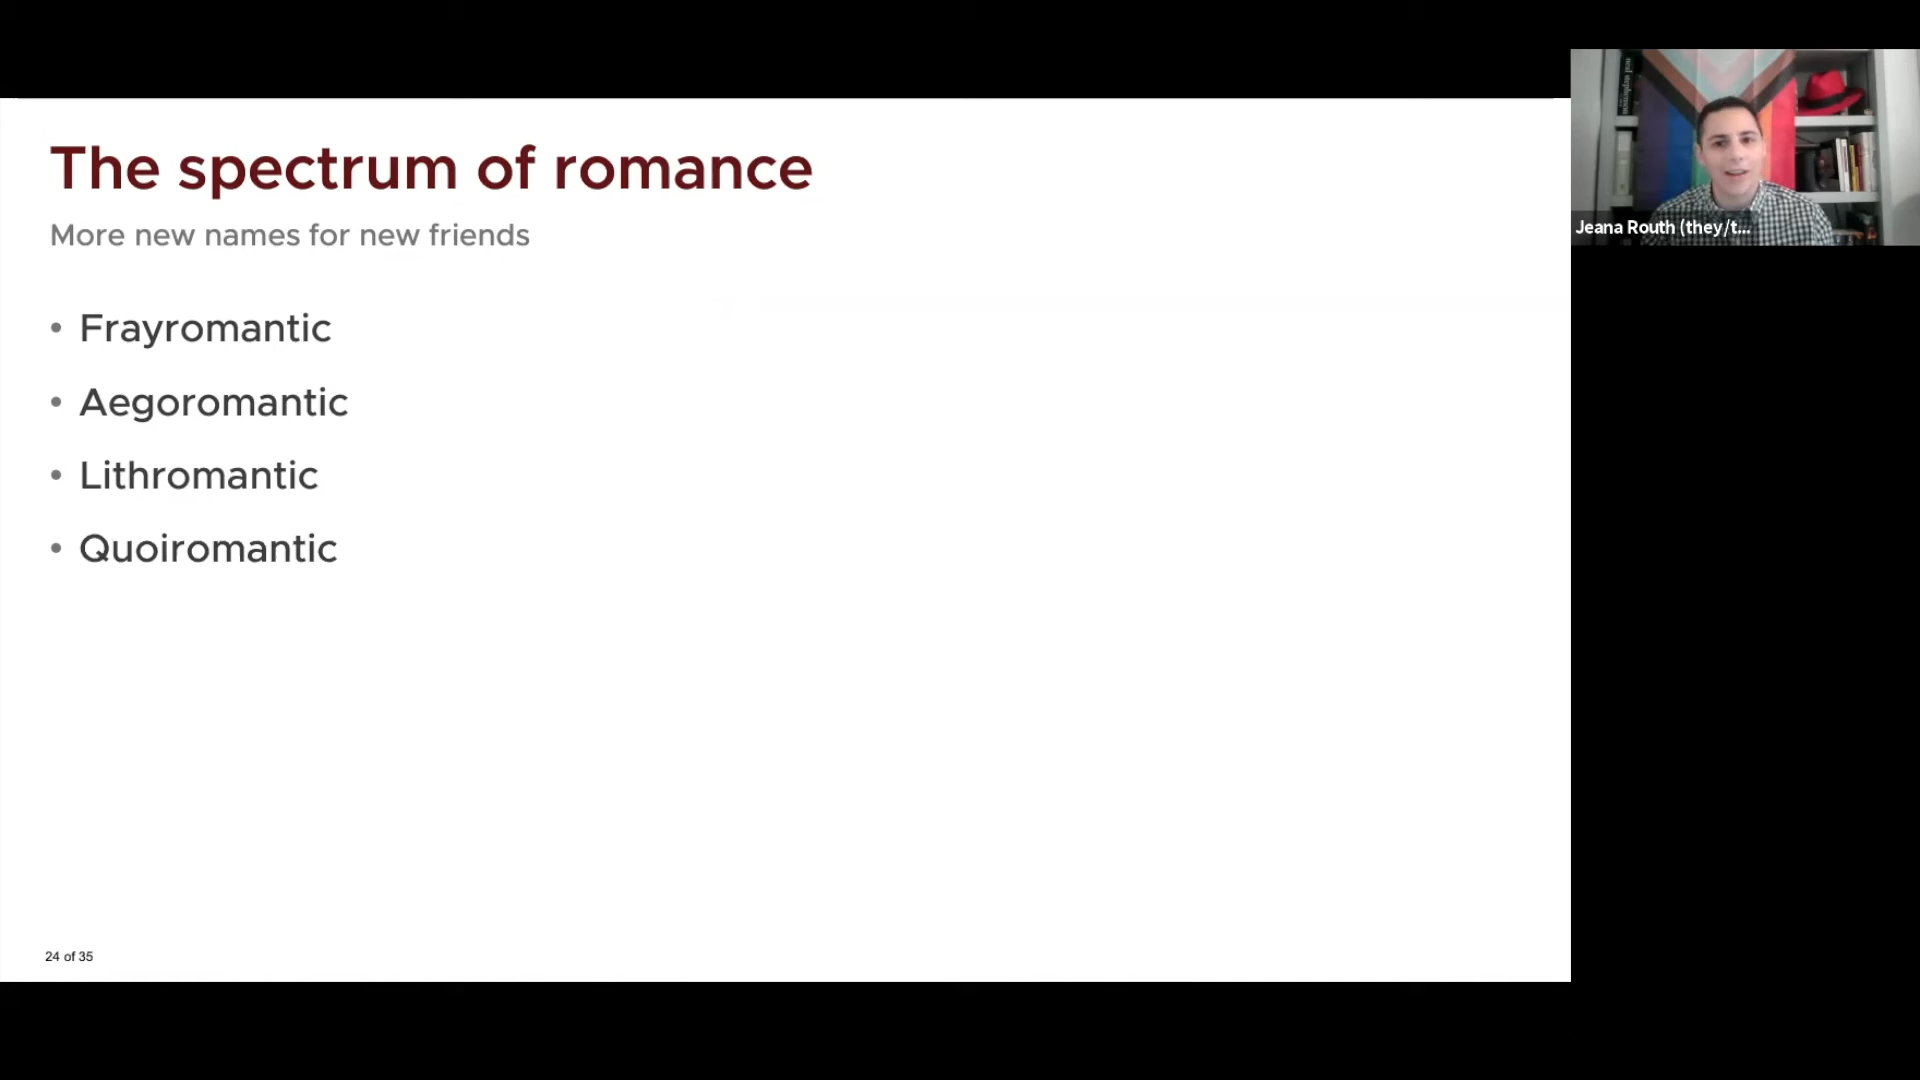 The spectrum of romance
More new names for new friends
• Frayromantic
• Aegoromantic
• Lithromantic
• Quoiromantic
24 of 35
Jeana Routh (they/t...